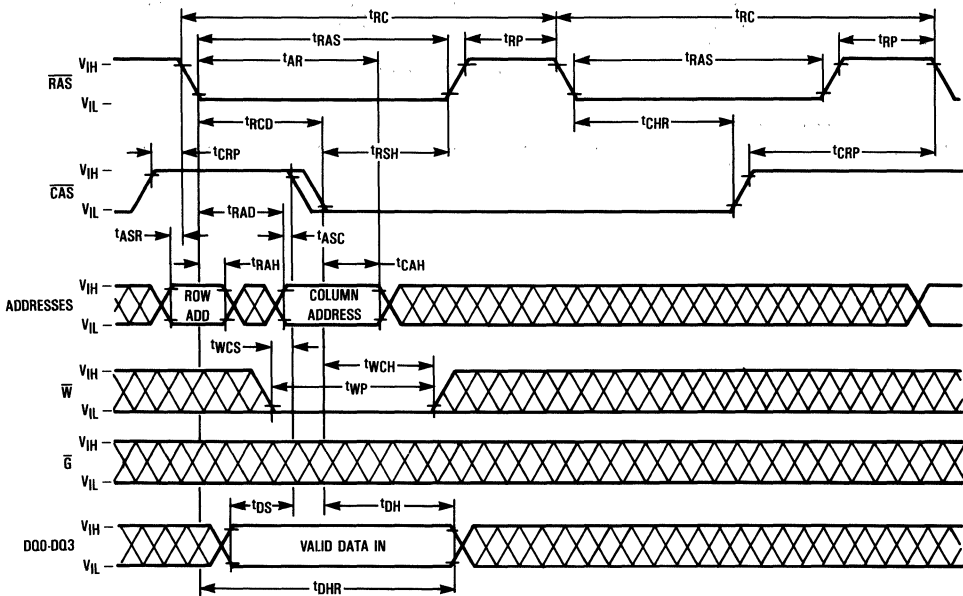 tRC tRC
tRAS tRP tRP
tAR tRAS
VIH
RAS
VIL
tRCD tCHR
tCRP tRSH tCRP
VIH
CAS
VIL
tRAD
tASR tASC
tRAH tCAH
VIH
ADDRESSES ROW ADD COLUMN ADDRESS
VIL
tWCS tWCH
tWP
VIH
W
VIL
VIH
G
VIL
tDS tDH
VIH
DQ0-DQ3 VALID DATA IN
VIL
tDHR